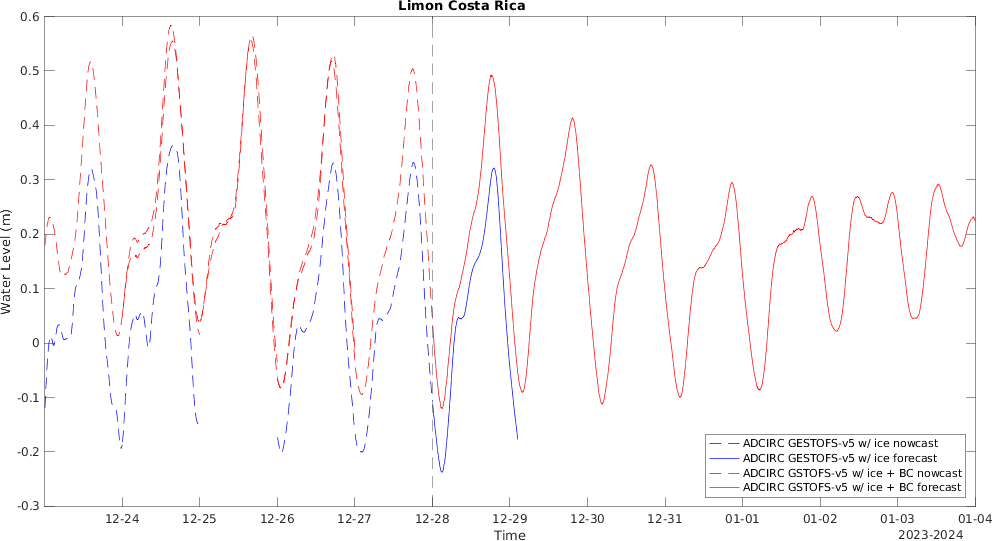 Limon Costa Rica
0.6
0.5
0.4
0.3
0.2
0.1
0
-0.1
-0.2
-0.3
Water Level (m)
ADCIRC GESTOFS-v5 w/ ice nowcast
ADCIRC GESTOFS-v5 w/ ice forecast
ADCIRC GSTOFS-v5 w/ ice + BC nowcast
ADCIRC GSTOFS-v5 w/ ice + BC forecast
12-24 12-25 12-26 12-27 12-28 12-29 12-30 12-31 01-01 01-02 01-03 01-04
Time
2023-2024